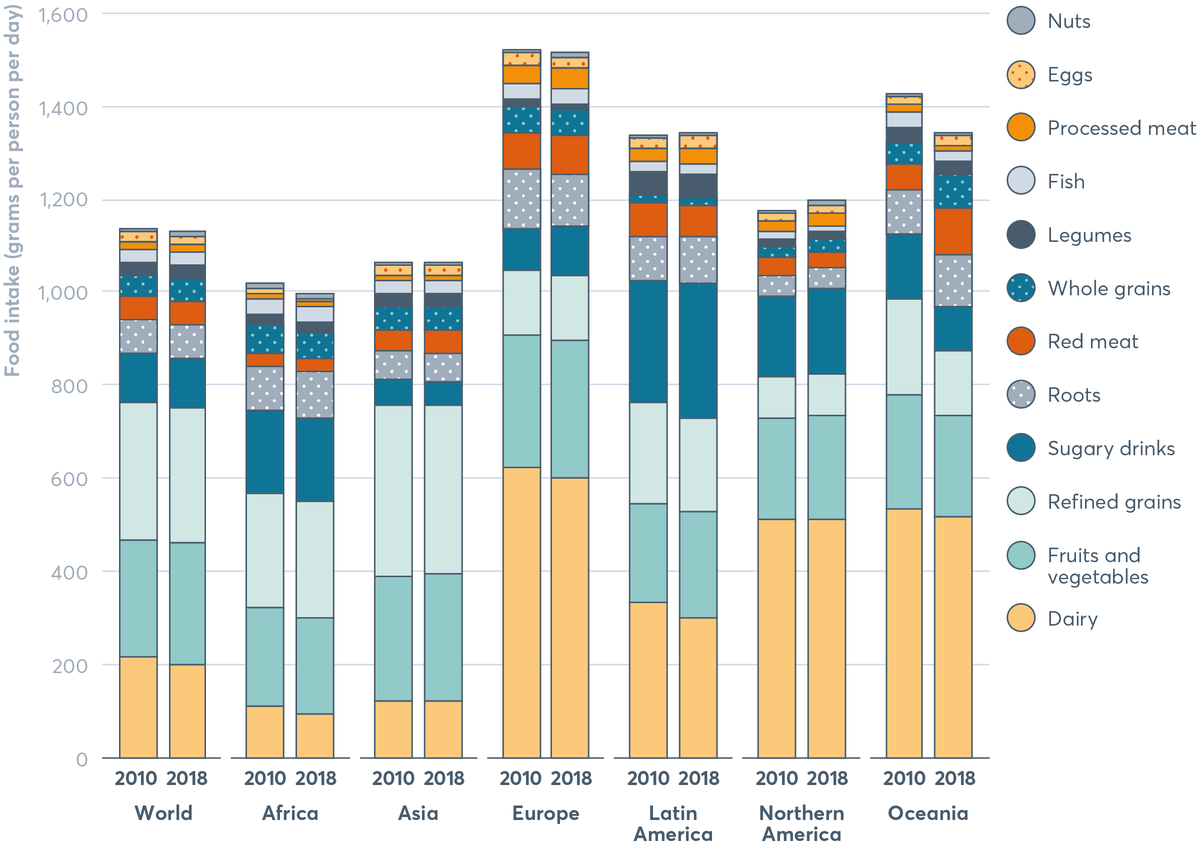 Food intake (grams per person per day)
1,600
1,400
1,200
1,000
800
600
400
200
0
2010 2018
World
2010 2018
Africa
2010 2018
Asia
2010 2018
Europe
2010 2018
Latin
America
2010 2018
Northern
America
2010 2018
Oceania
Nuts
Eggs
Processed meat
Fish
Legumes
Whole grains
Red meat
Roots
Sugary drinks
Refined grains
Fruits and
vegetables
Dairy